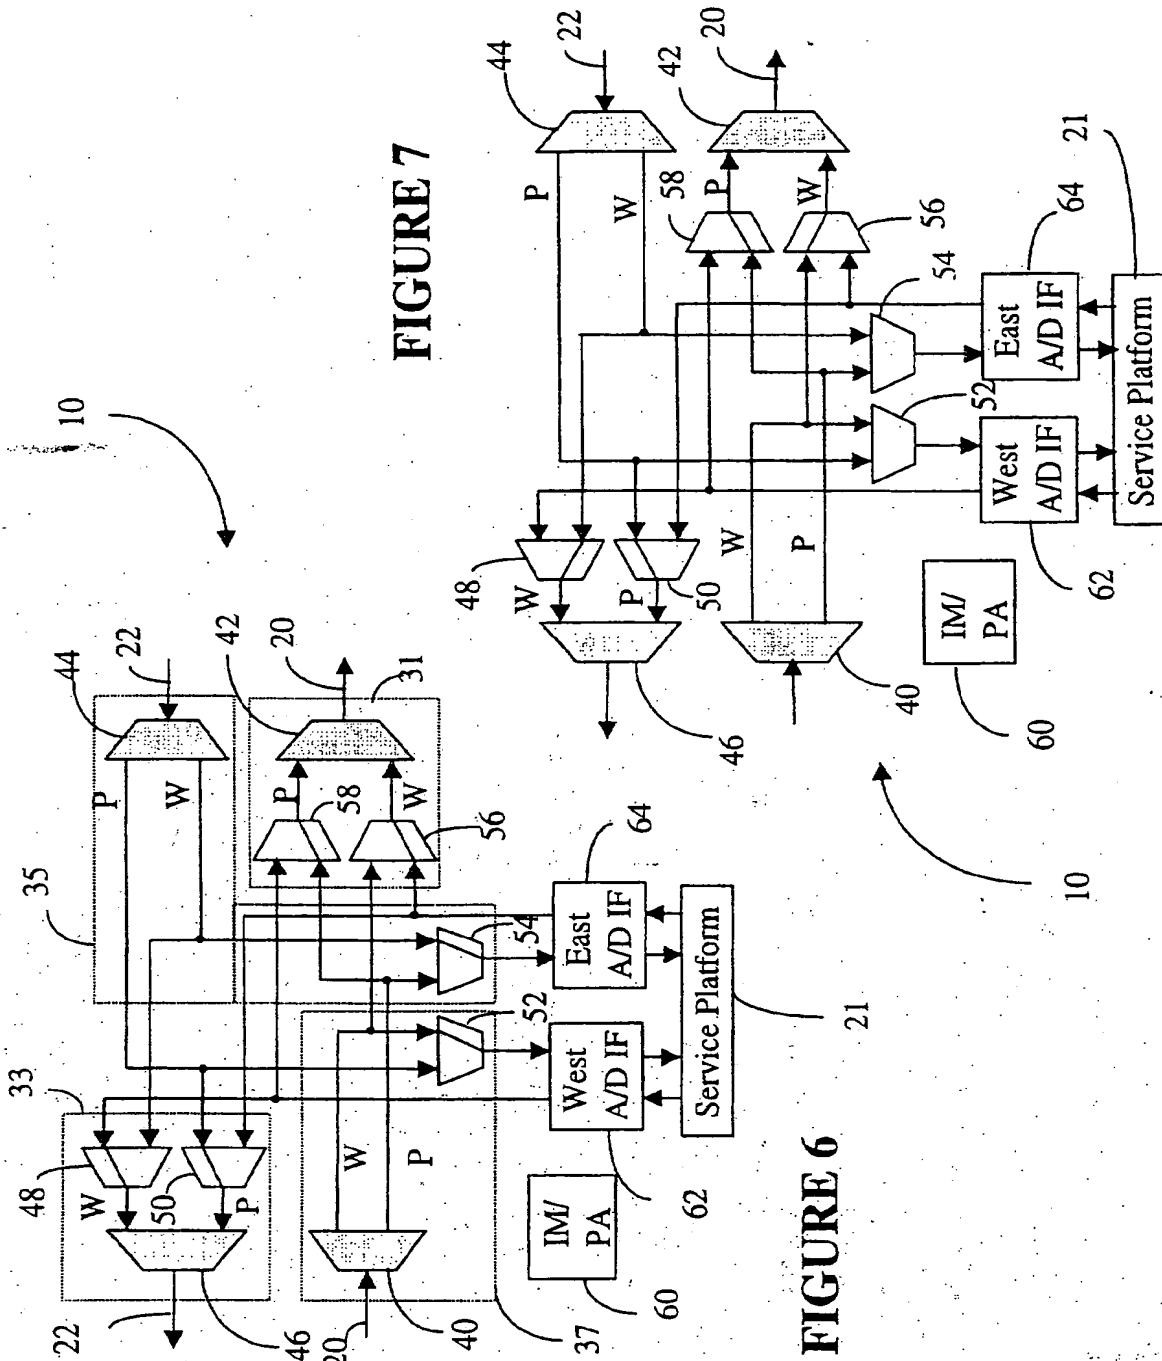 FIGURE 7
44
22
P
W
58
P
42
20
W
56
54
64
21
East
A/D IF
Service Platform
52
West
A/D IF
62
48
W
P
50
W
P
46
40
IM/
PA
60
10
10
FIGURE 6
35
44
22
P
W
42
20
31
P
58
W
56
33
48
W
50
P
22
46
W
P
20
40
37
54
52
64
East
A/D IF
West
A/D IF
62
Service Platform
21
IM/
PA
60